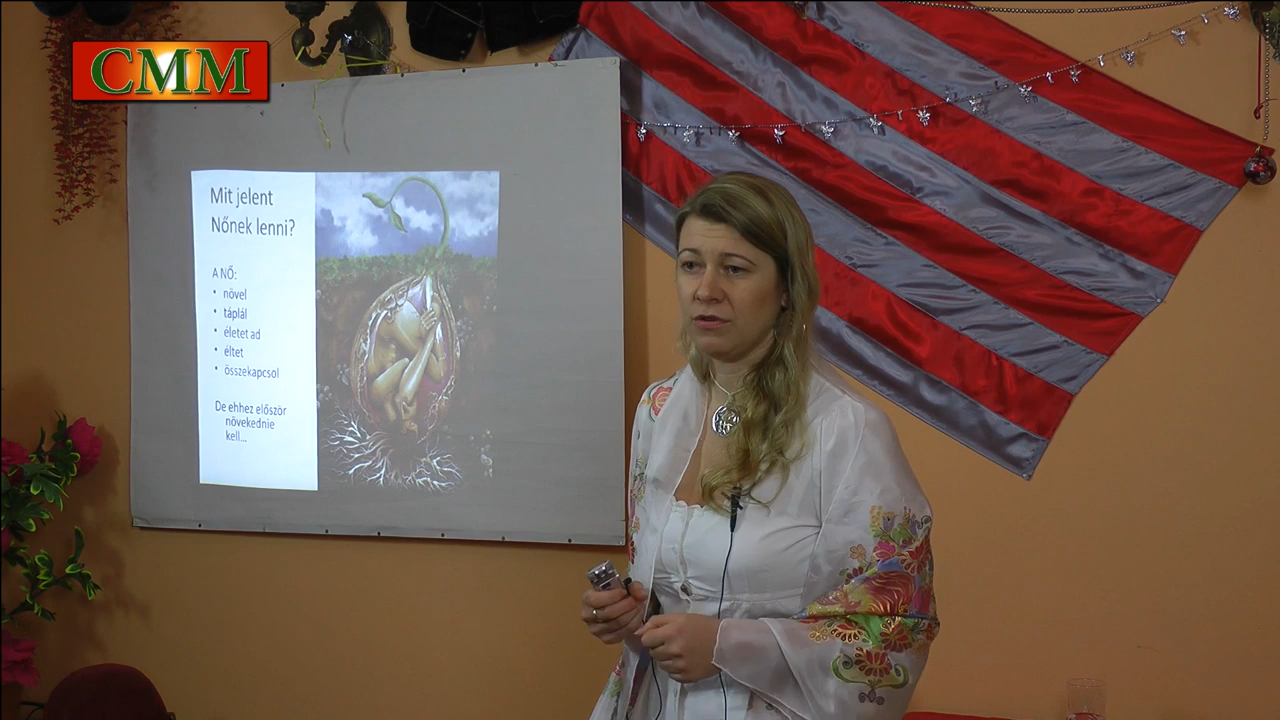 CMM
Mit jelent
Nőnek lenni?
A NŐ:
• növel
• táplál
• életet ad
• éltet
• összekapcsol
De ehhez először
növekednie
kell...